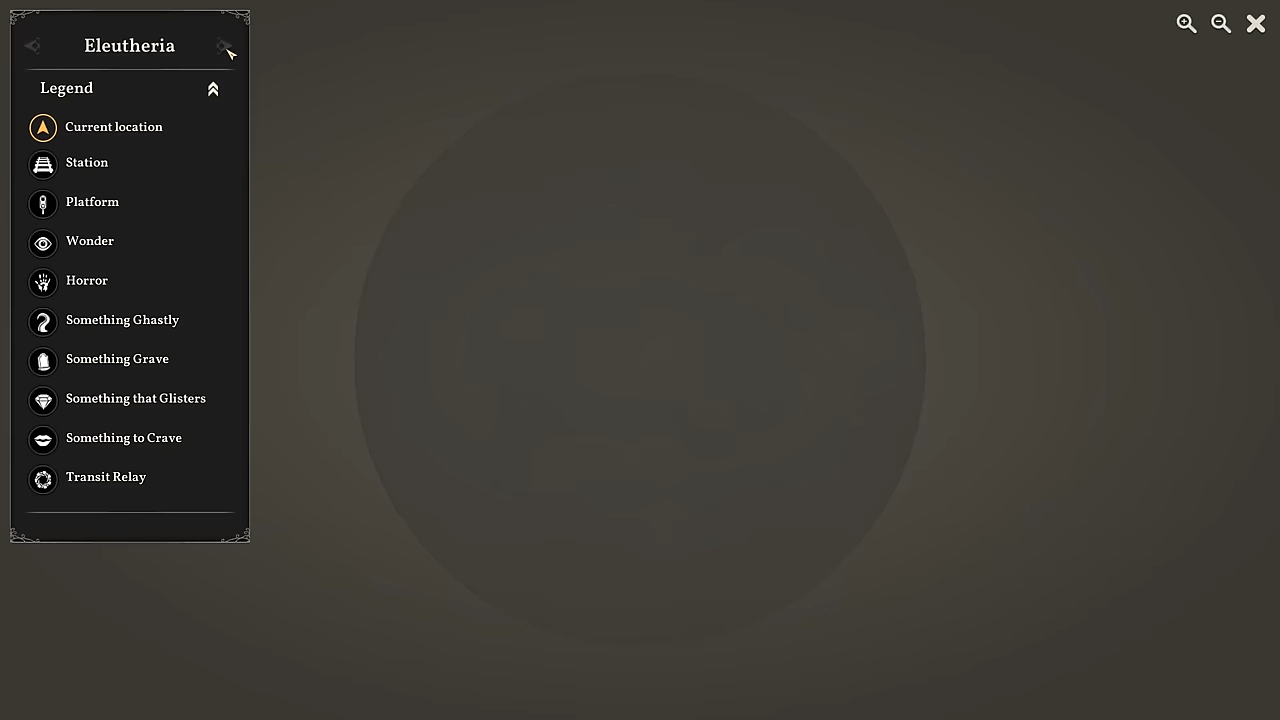 Eleutheria
Legend
Current location
Station
Platform
Wonder
Horror
Something Ghastly
Something Grave
Something that Glisters
Something to Crave
Transit Relay